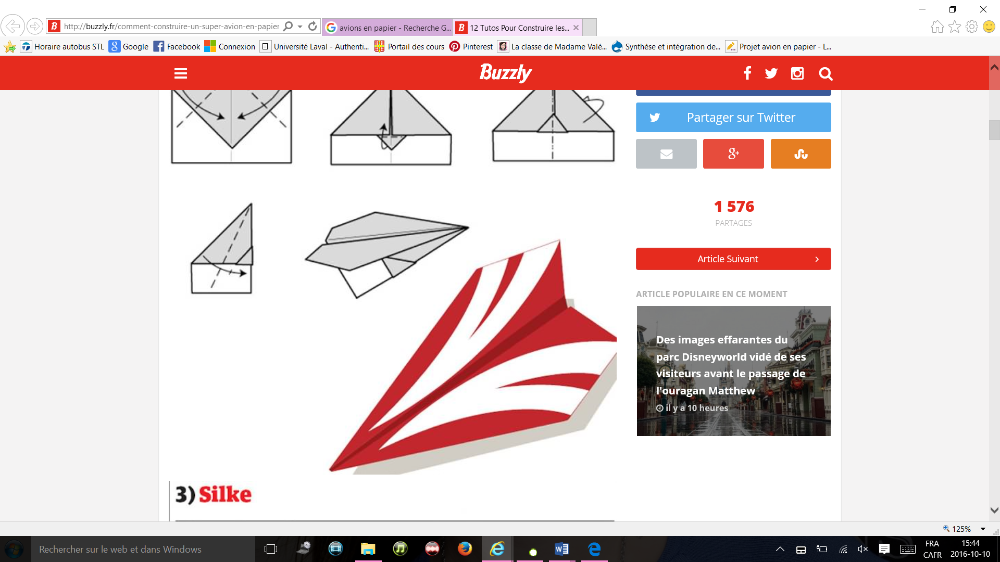 http://buzzly.fr/comment-construire-un-super-avion-en-papier
avions en papier - Recherche G...
12 Tutos Pour Construire les...
Horaire autobus STL
Google
Facebook
Connexion
Université Laval - Authenti...
Portail des cours
Pinterest
La classe de Madame Valé...
Synthèse et intégration de...
Projet avion en papier - L...
Buzzly
Partager sur Twitter
1 576
PARTAGES
Article Suivant
ARTICLE POPULAIRE EN CE MOMENT
Des images effarantes du
parc Disneyworld vidé de ses
visiteurs avant le passage de
l'ouragan Matthew
il y a 10 heures
3) Silke
125%
Rechercher sur le web et dans Windows
FRA
CAFR
15:44
2016-10-10